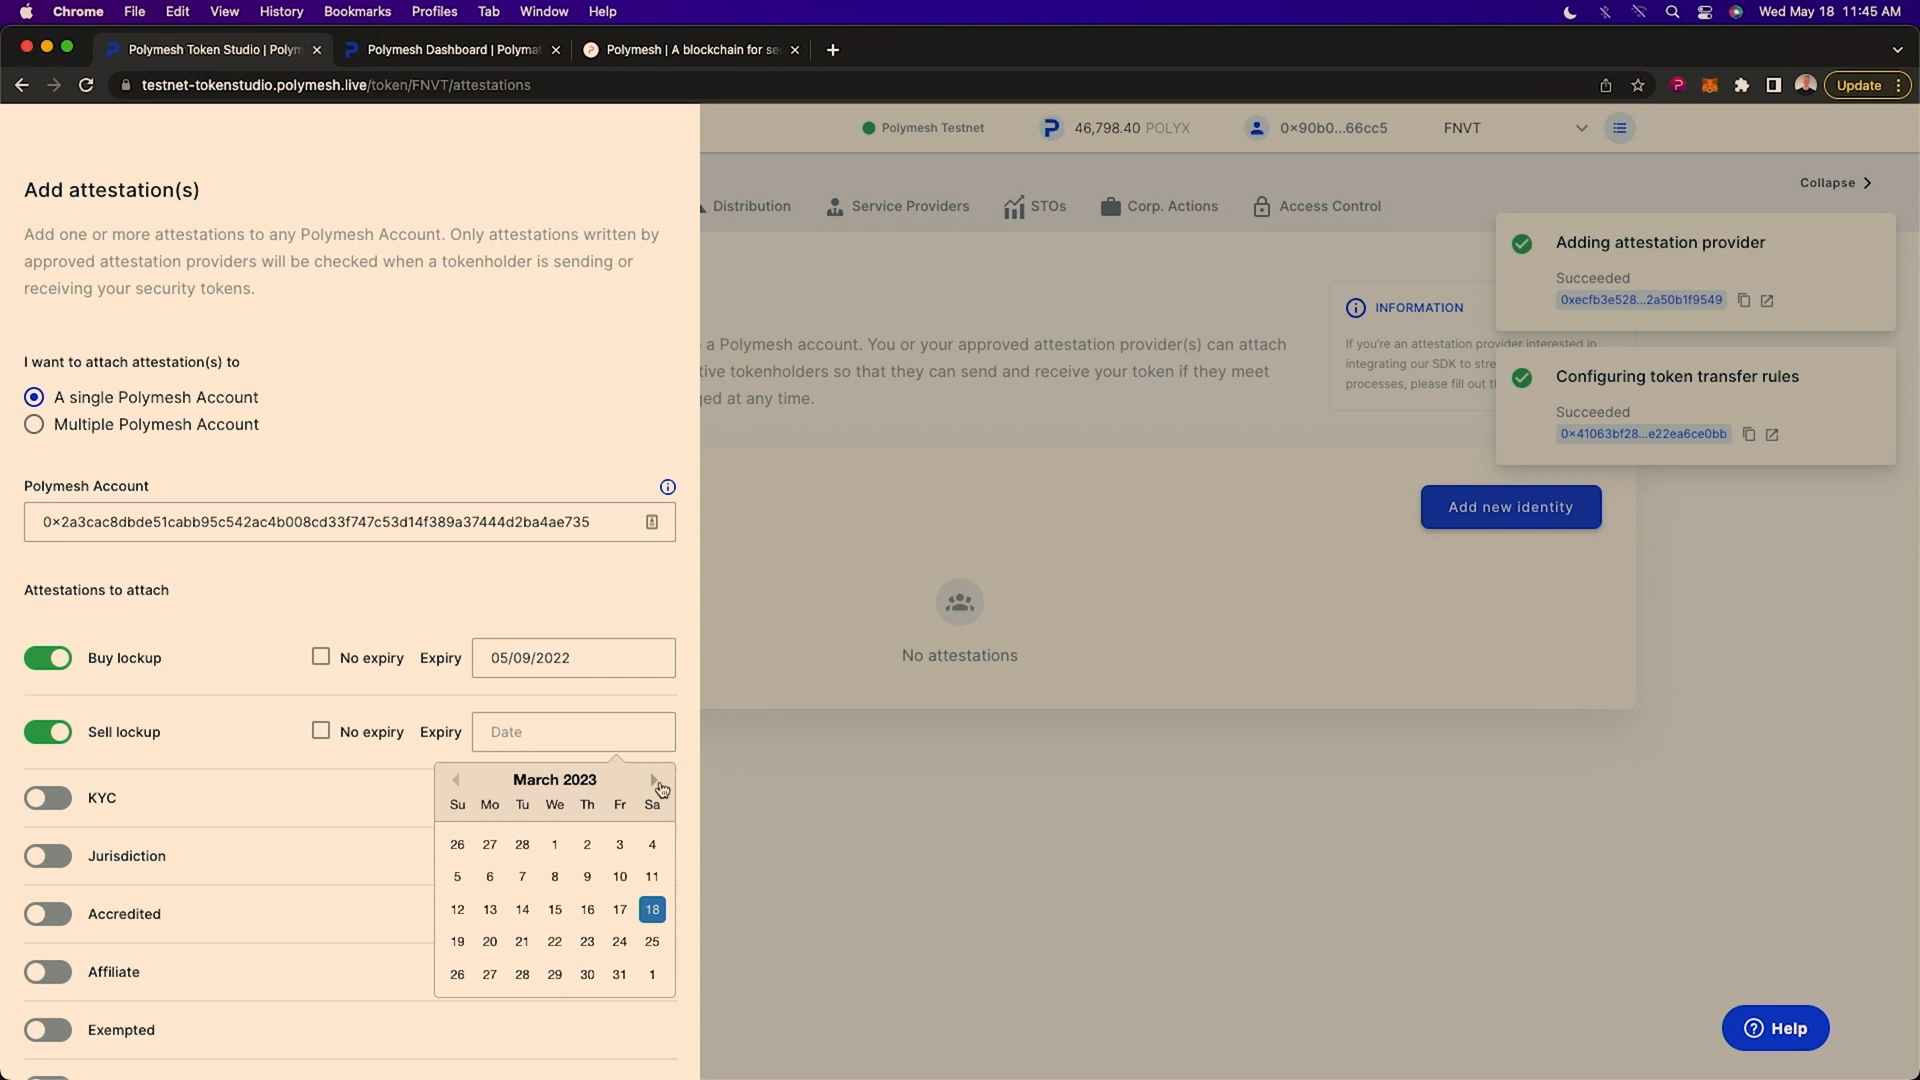 Chrome File Edit View History Bookmarks Profiles Tab Window Help
Wed May 18 11:45 AM
Polymesh Token Studio | Polym
Polymesh Dashboard | Polymat
Polymesh | A blockchain for se
testnet-tokenstudio.polymesh.live/token/FNVT/attestations
Update
Polymesh Testnet
46,798.40 POLYX
0×90b0...66cc5
FNVT
Collapse
Distribution
Service Providers
STOs
Corp. Actions
Access Control
Add attestation(s)
Add one or more attestations to any Polymesh Account. Only attestations written by
approved attestation providers will be checked when a tokenholder is sending or
receiving your security tokens.
I want to attach attestation(s) to
A single Polymesh Account
Multiple Polymesh Account
Polymesh Account
0×2a3cac8dbde51cabb95c542ac4b008cd33f747c53d14f389a37444d2ba4ae735
Attestations to attach
Buy lockup No expiry Expiry 05/09/2022
Sell lockup No expiry Expiry Date
KYC
Jurisdiction
Accredited
Affiliate
Exempted
March 2023
Su Mo Tu We Th Fr Sa
26 27 28 1 2 3 4
5 6 7 8 9 10 11
12 13 14 15 16 17 18
19 20 21 22 23 24 25
26 27 28 29 30 31 1
a Polymesh account. You or your approved attestation provider(s) can attach
tive tokenholders so that they can send and receive your token if they meet
ged at any time.
INFORMATION
If you're an attestation provider interested in
integrating our SDK to stre
processes, please fill out t
Adding attestation provider
Succeeded
0xecfb3e528...2a50b1f9549
Configuring token transfer rules
Succeeded
0×41063bf28...e22ea6ce0bb
Add new identity
No attestations
Help